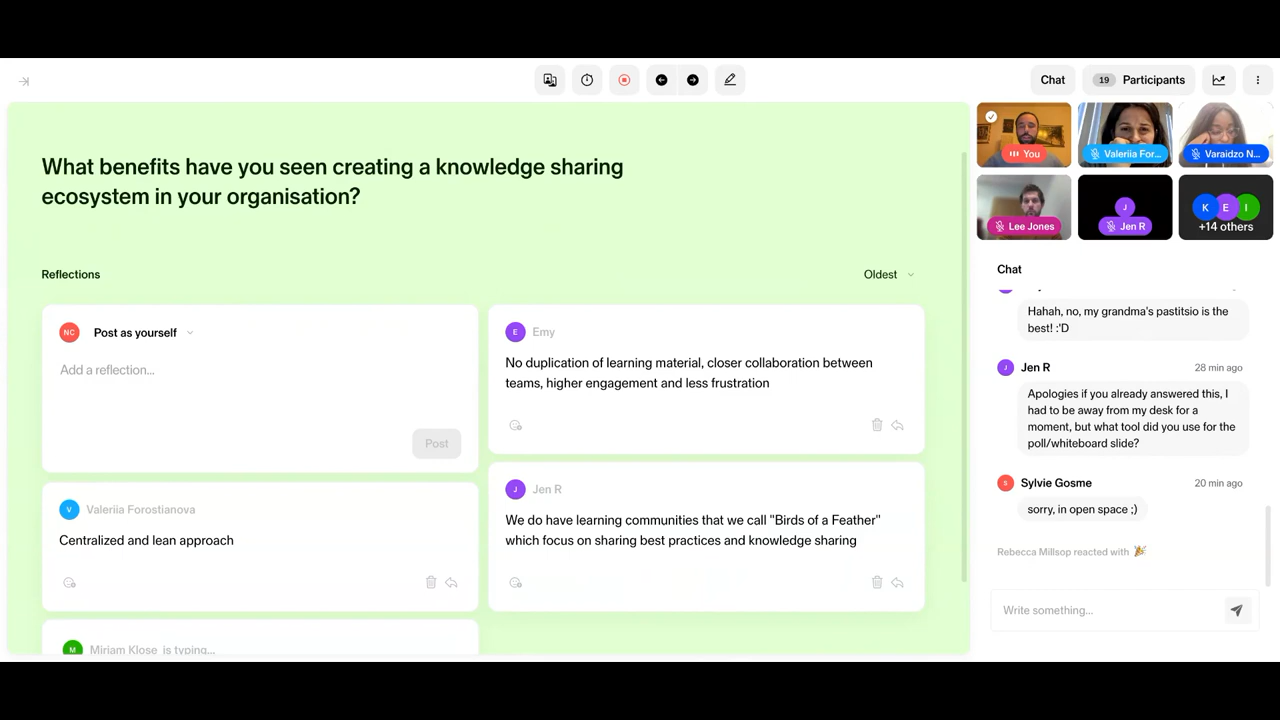 Chat
19 Participants
What benefits have you seen creating a knowledge sharing
ecosystem in your organisation?
Reflections
Oldest
NC Post as yourself
Add a reflection...
Post
V Valeriia Forostianova
Centralized and lean approach
M Miriam Klose is typing...
E Emy
No duplication of learning material, closer collaboration between
teams, higher engagement and less frustration
J Jen R
We do have learning communities that we call "Birds of a Feather"
which focus on sharing best practices and knowledge sharing
You
Valeriia For...
Varaidzo N...
Lee Jones
J
Jen R
K E I
+14 others
Chat
Hahah, no, my grandma's pastitsio is the
best! :'D
J Jen R 28 min ago
Apologies if you already answered this, I
had to be away from my desk for a
moment, but what tool did you use for the
poll/whiteboard slide?
S Sylvie Gosme 20 min ago
sorry, in open space ;)
Rebecca Millsop reacted with 🎉
Write something...